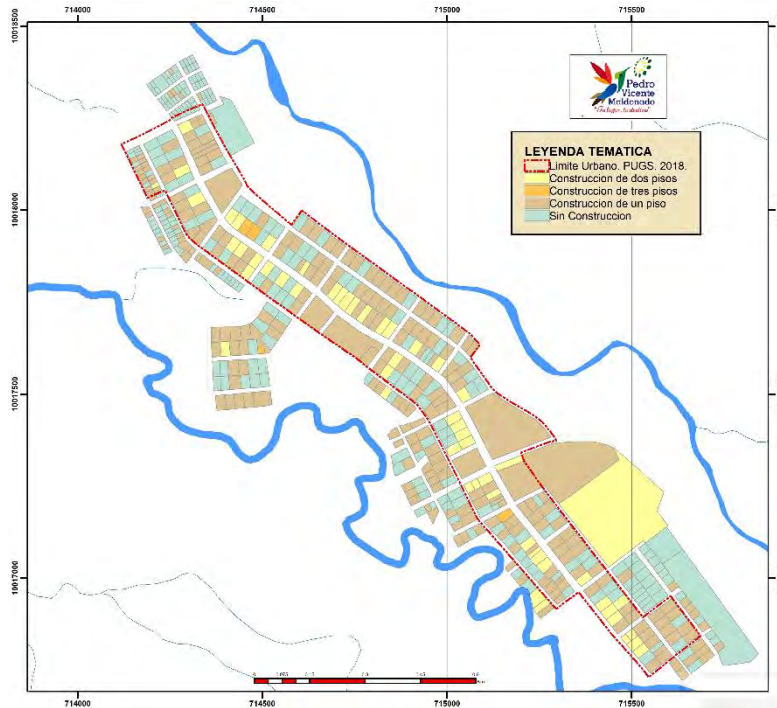 714000 714500 715000 715500
10018500
10018000
10017500
10017000
Pedro
Vicente
Maldonado
LEYENDA TEMATICA
Limite Urbano. PUGS. 2018.
Construccion de dos pisos
Construccion de tres pisos
Construccion de un piso
Sin Construccion
714000 714500 715000 715500